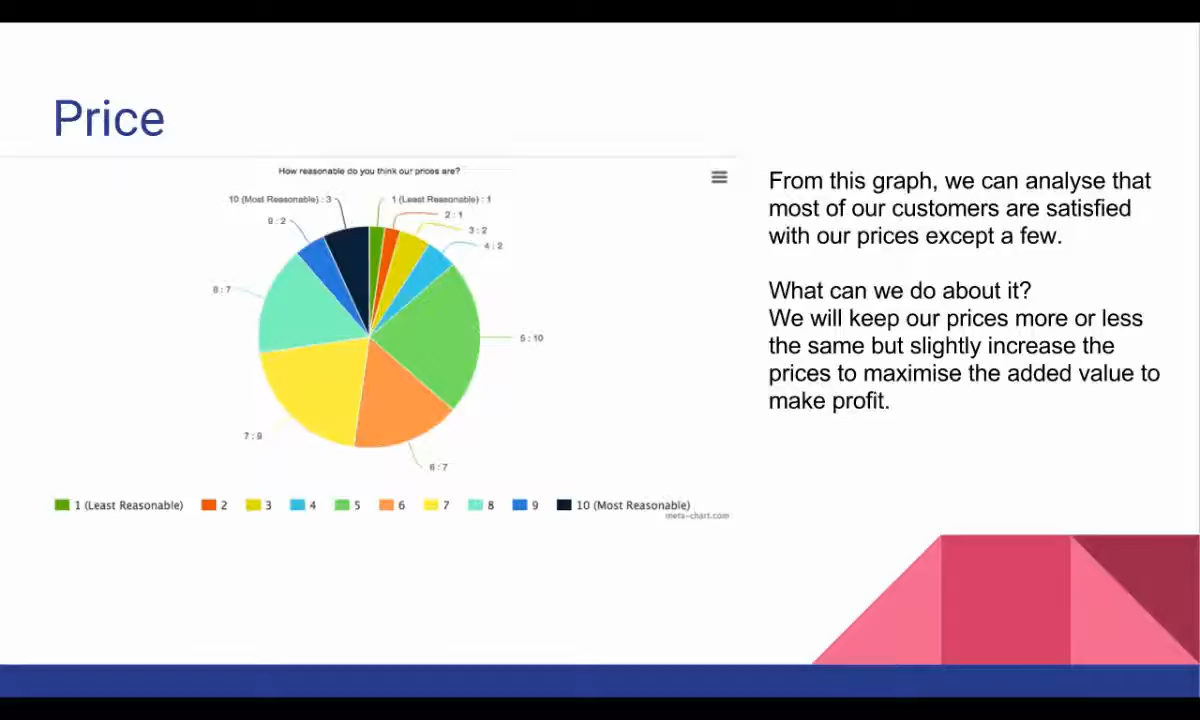 Price
How reasonable do you think our prices are?
10 (Most Reasonable) : 3
1 (Least Reasonable) : 1
9 : 2
2 : 1
3 : 2
4 : 2
8 : 7
5 : 10
7 : 9
6 : 7
1 (Least Reasonable) 2 3 4 5 6 7 8 9 10 (Most Reasonable)
meta-chart.com
From this graph, we can analyse that
most of our customers are satisfied
with our prices except a few.
What can we do about it?
We will keep our prices more or less
the same but slightly increase the
prices to maximise the added value to
make profit.